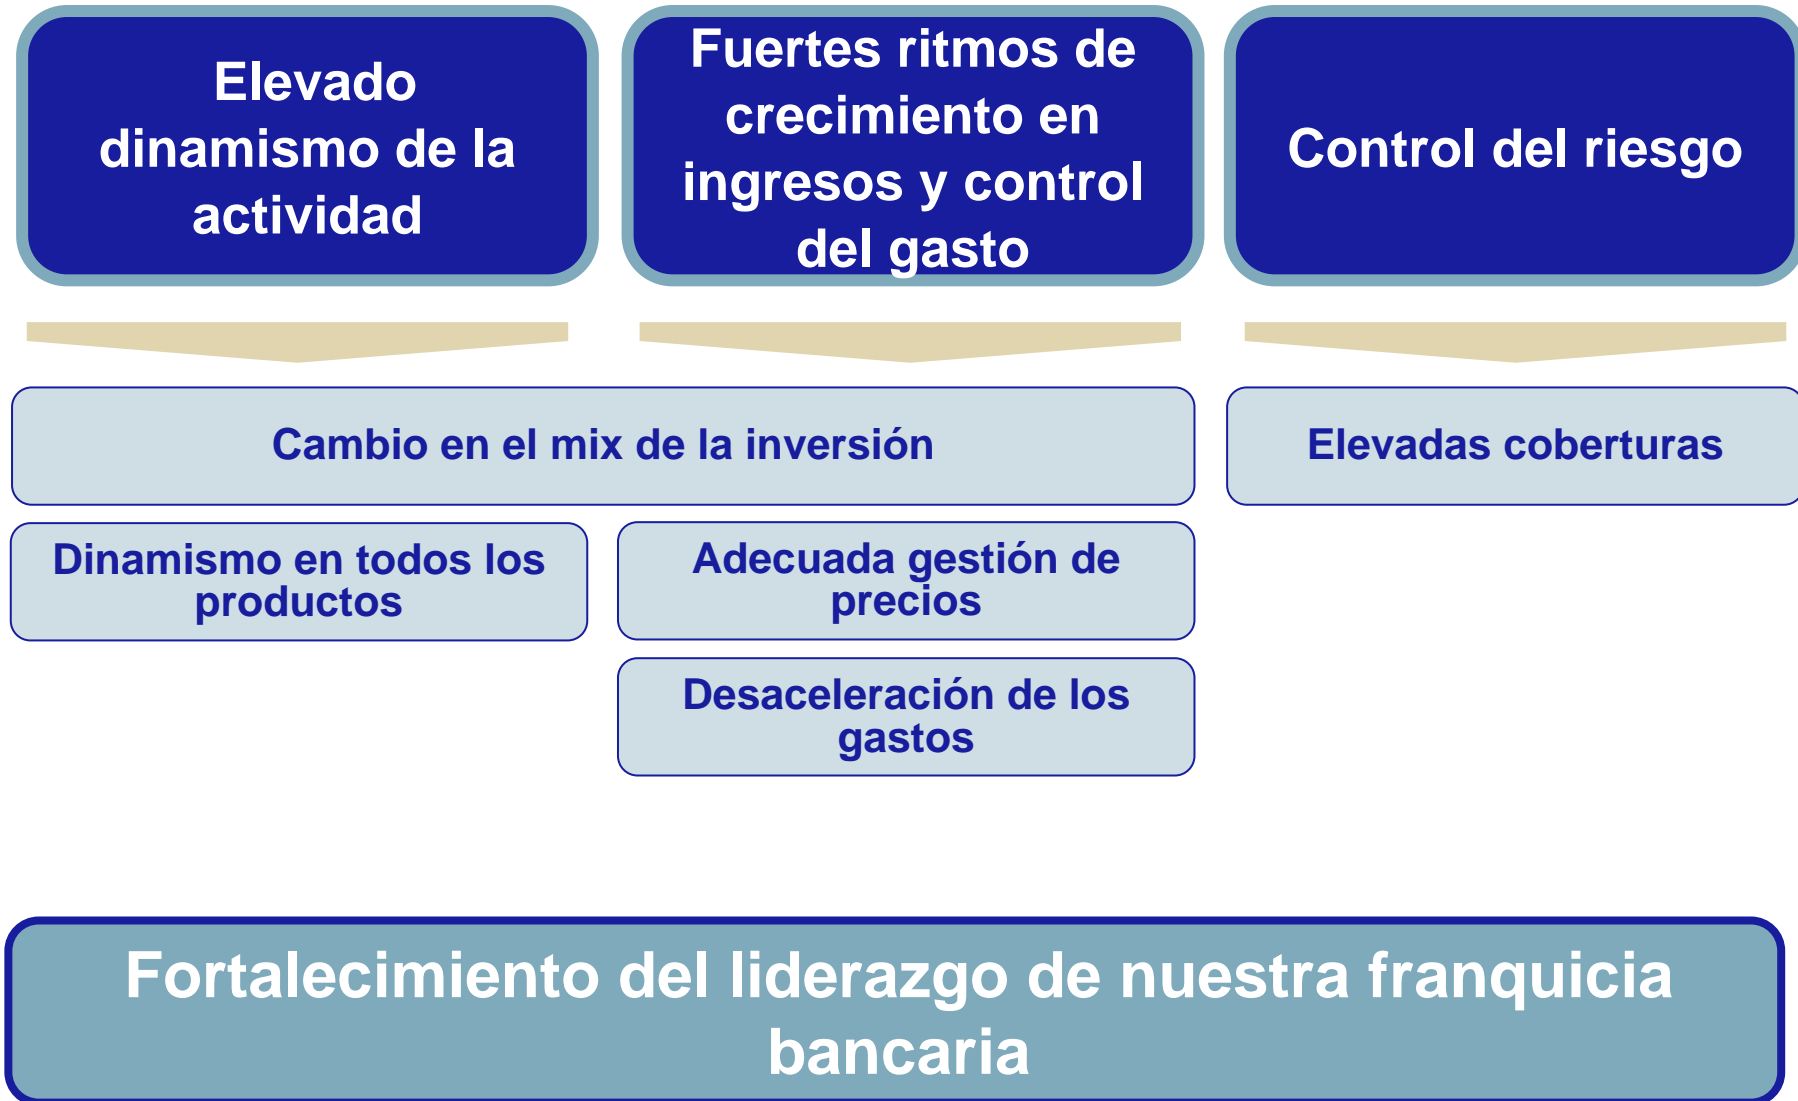 Elevado
dinamismo de la
actividad
Fuertes ritmos de
crecimiento en
ingresos y control
del gasto
Control del riesgo
Cambio en el mix de la inversión
Elevadas coberturas
Dinamismo en todos los
productos
Adecuada gestión de
precios
Desaceleración de los
gastos
Fortalecimiento del liderazgo de nuestra franquicia
bancaria